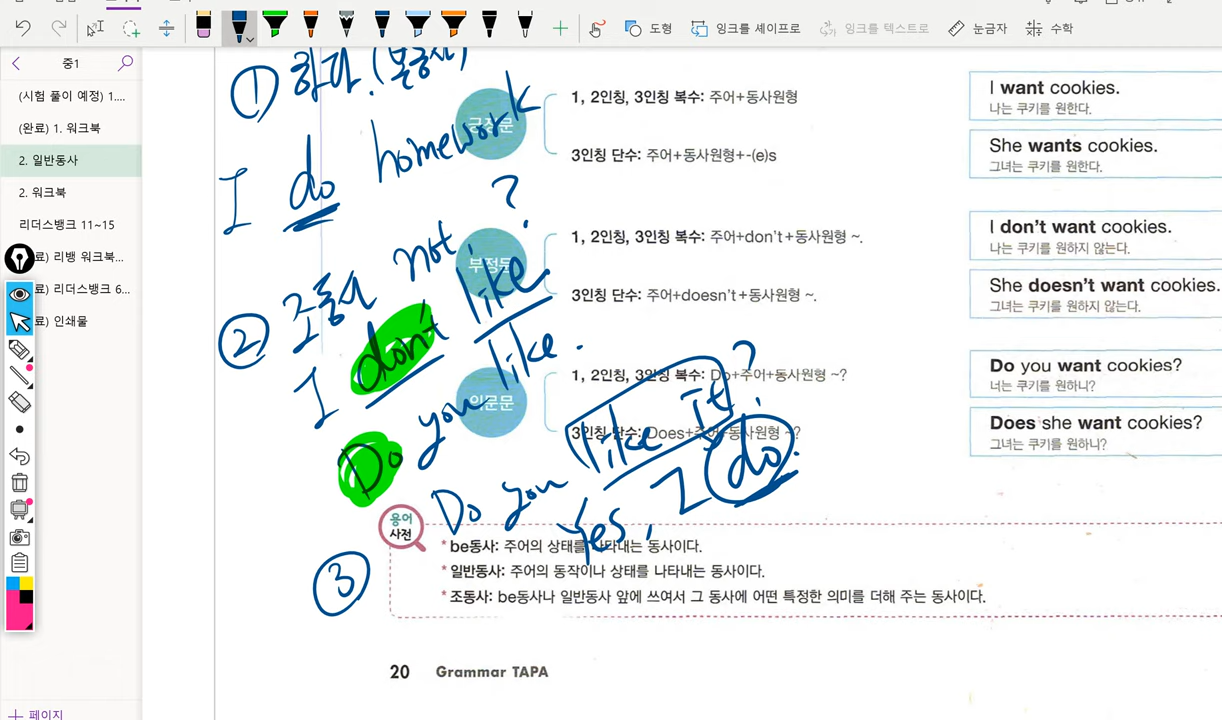 도형
잉크를 셰이프로
잉크를 텍스트로
눈금자
수학
중1
(시험 풀이 예정) 1....
(완료) 1. 워크북
2. 일반동사
2. 워크북
리더스뱅크 11~15
료) 리뱅 워크북...
료) 리더스뱅크 6...
료) 인쇄물
페이지
① 하다. (본동사)
I do homework
② 조동사 not, ?
I don't like
like
Do you like.
Do you like it?
Yes, I do.
③
긍정문
1, 2인칭, 3인칭 복수: 주어+동사원형
3인칭 단수: 주어+동사원형+-(e)s
I want cookies.
나는 쿠키를 원한다.
She wants cookies.
그녀는 쿠키를 원한다.
부정문
1, 2인칭, 3인칭 복수: 주어+don't+동사원형 ~.
3인칭 단수: 주어+doesn't+동사원형 ~.
I don't want cookies.
나는 쿠키를 원하지 않는다.
She doesn't want cookies.
그녀는 쿠키를 원하지 않는다.
의문문
1, 2인칭, 3인칭 복수: Do+주어+동사원형 ~?
3인칭 단수: Does+주어+동사원형 ~?
Do you want cookies?
너는 쿠키를 원하니?
Does she want cookies?
그녀는 쿠키를 원하니?
용어
사전
* be동사: 주어의 상태를 나타내는 동사이다.
* 일반동사: 주어의 동작이나 상태를 나타내는 동사이다.
* 조동사: be동사나 일반동사 앞에 쓰여서 그 동사에 어떤 특정한 의미를 더해 주는 동사이다.
20 Grammar TAPA